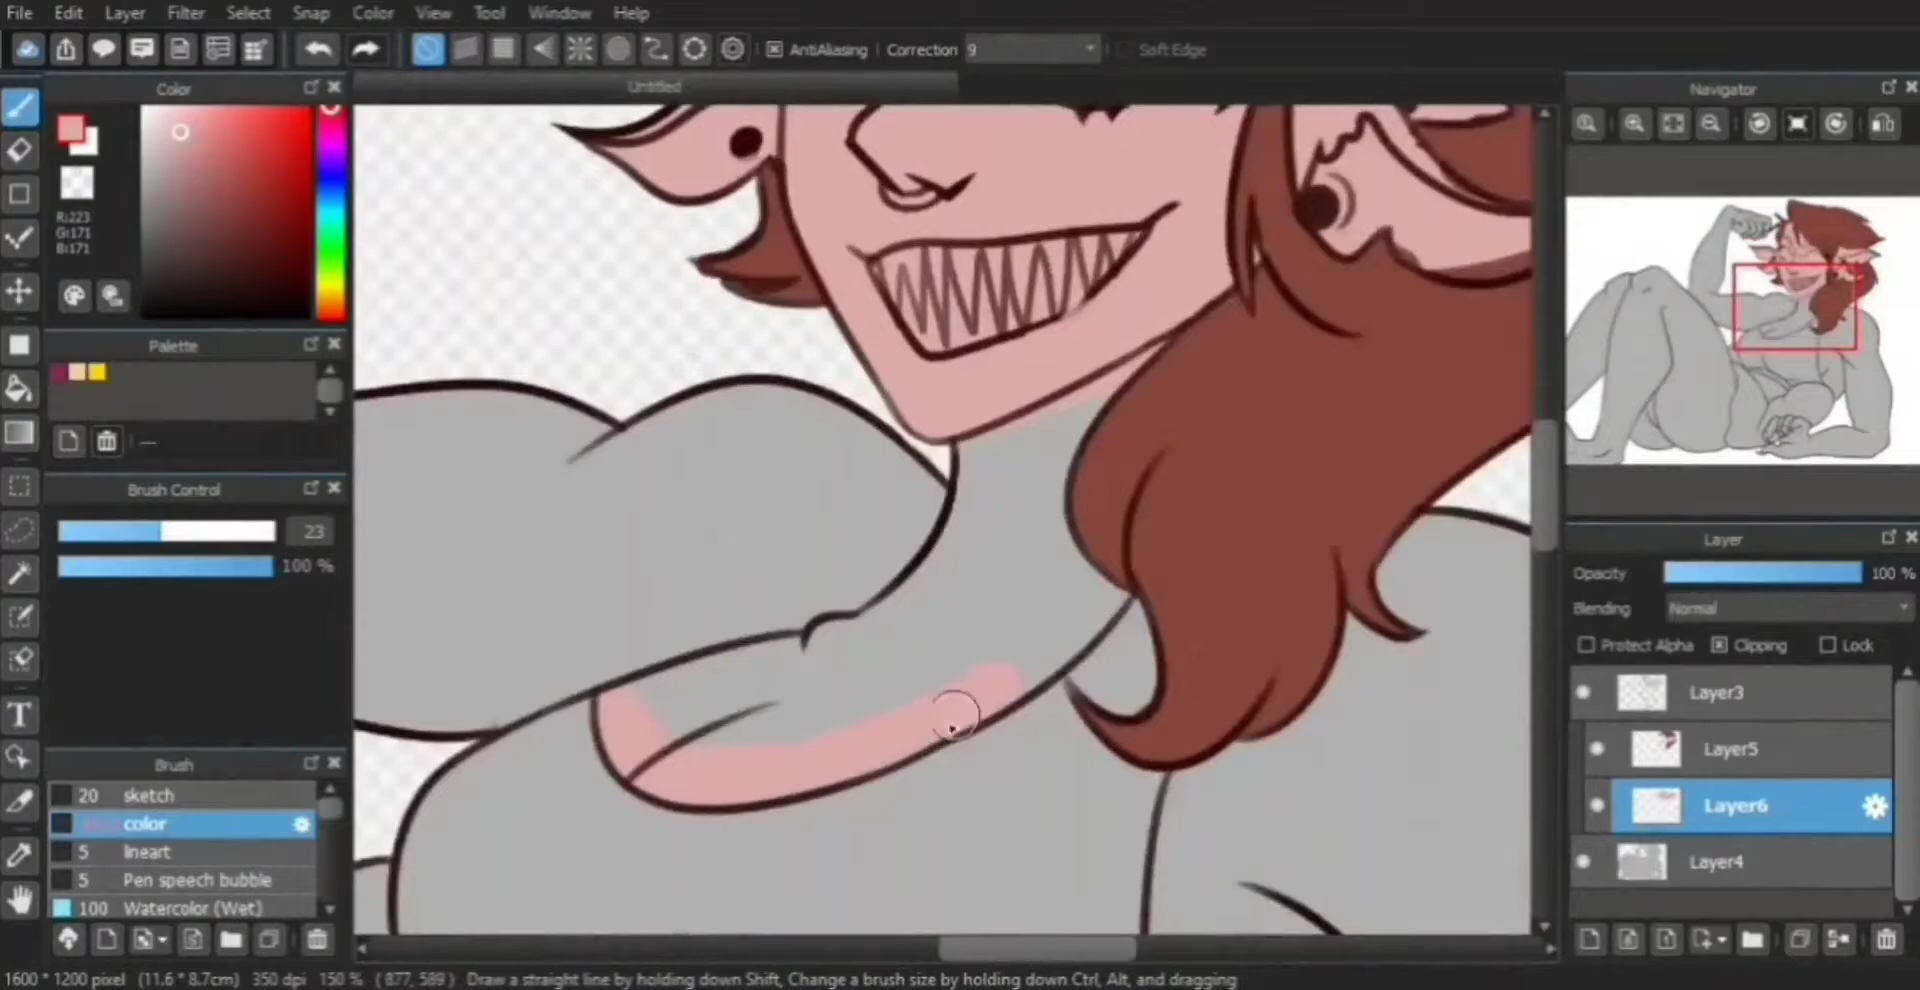 File Edit Layer Filter Select Snap Color View Tool Window Help
AntiAliasing Correction 9 Soft Edge
Untitled
Color
R:223
G:171
B:171
Palette
---
Brush Control
23
100 %
Brush
20 sketch
color
5 lineart
5 Pen speech bubble
100 Watercolor (Wet)
Navigator
Layer
Opacity 100 %
Blending Normal
Protect Alpha Clipping Lock
Layer3
Layer5
Layer6
Layer4
T
1600 * 1200 pixel (11.6 * 8.7cm) 350 dpi 150 % ( 877, 589 ) Draw a straight line by holding down Shift, Change a brush size by holding down Ctrl, Alt, and dragging